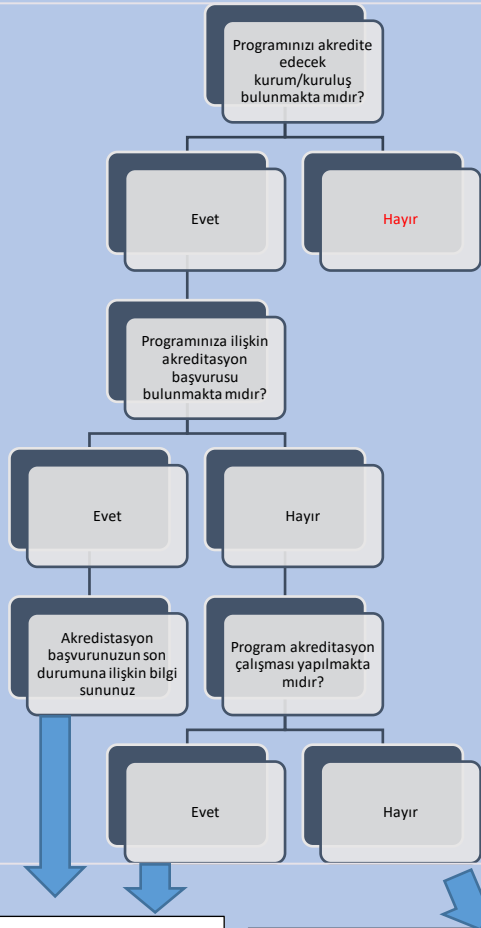 Programınızı akredite
edecek
kurum/kuruluş
bulunmakta mıdır?
Evet
Hayır
Programınıza ilişkin
akreditasyon
başvurusu
bulunmakta mıdır?
Evet
Hayır
Akredistasyon
başvurunuzun son
durumuna ilişkin bilgi
sununuz
Program akreditasyon
çalışması yapılmakta
mıdır?
Evet
Hayır